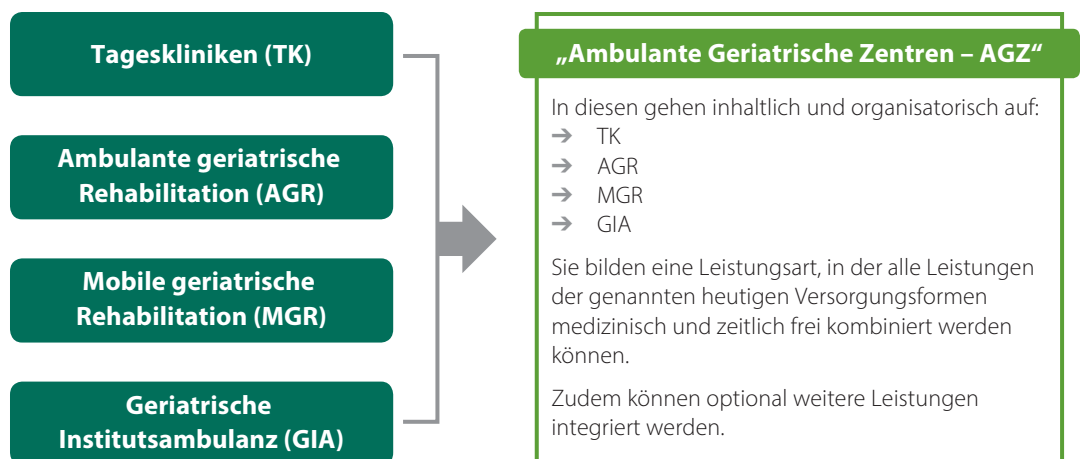 Tageskliniken (TK)
Ambulante geriatrische
Rehabilitation (AGR)
Mobile geriatrische
Rehabilitation (MGR)
Geriatrische
Institutsambulanz (GIA)
„Ambulante Geriatrische Zentren – AGZ“
In diesen gehen inhaltlich und organisatorisch auf:
➔ TK
➔ AGR
➔ MGR
➔ GIA
Sie bilden eine Leistungsart, in der alle Leistungen
der genannten heutigen Versorgungsformen
medizinisch und zeitlich frei kombiniert werden
können.
Zudem können optional weitere Leistungen
integriert werden.